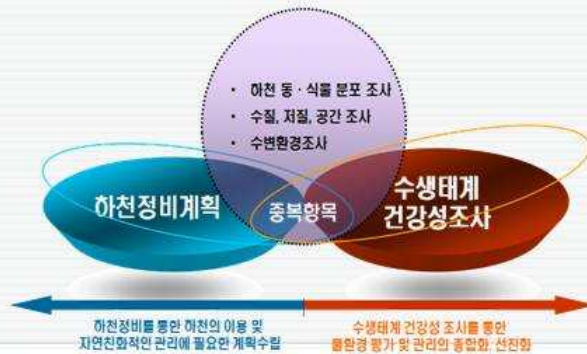 • 하천 동 · 식물 분포 조사
• 수질, 저질, 공간 조사
• 수변환경조사
하천정비계획
중복항목
수생태계
건강성조사
하천정비를 통한 하천의 이용 및
자연친화적인 관리에 필요한 계획수립
수생태계 건강성 조사를 통한
물환경 평가 및 관리의 종합화, 선진화